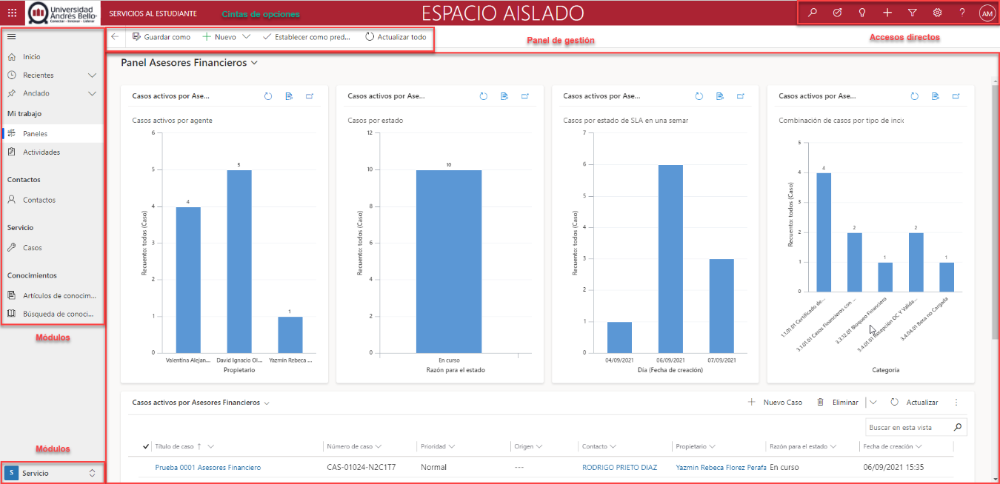 Universidad
Andrés Bello
Conectar - Innovar - Liderar
SERVICIOS AL ESTUDIANTE
Cintas de opciones
ESPACIO AISLADO
AM
Guardar como
Nuevo
Establecer como pred...
Actualizar todo
Panel de gestión
Accesos directos
Inicio
Recientes
Anclado
Mi trabajo
Paneles
Actividades
Contactos
Contactos
Servicio
Casos
Conocimientos
Artículos de conocim...
Búsqueda de conoci...
Módulos
Módulos
S
Servicio
Panel Asesores Financieros
Casos activos por Ase...
Casos activos por agente
6
5
4
3
2
1
0
Recuento: todos (Caso)
4
5
1
Valentina Alejan...
David Ignacio Ol...
Yazmin Rebeca ...
Propietario
Casos activos por Ase...
Casos por estado
12
10
8
6
4
2
0
Recuento: todos (Caso)
10
En curso
Razón para el estado
Casos activos por Ase...
Casos por estado de SLA en una semar
7
6
5
4
3
2
1
0
Recuento: todos (Caso)
04/09/2021
06/09/2021
07/09/2021
Día (Fecha de creación)
Casos activos por Ase...
Combinación de casos por tipo de incic
5
4
3
2
1
0
Recuento: todos (Caso)
4
2
1
2
1
1.1.01.01 Certificado de...
3.1.01.01 Casos Financieros con ...
3.3.12.01 Bloqueo Financiero
3.4.01.01 Recepción OC Y Valida...
3.4.04.01 Beca no Cargada
Categoría
Casos activos por Asesores Financieros
Nuevo Caso
Eliminar
Actualizar
Buscar en esta vista
Título de caso
Número de caso
Prioridad
Origen
Contacto
Propietario
Razón para el estado
Fecha de creación
Prueba 0001 Asesores Financiero
CAS-01024-N2C1T7
Normal
---
RODRIGO PRIETO DIAZ
Yazmin Rebeca Florez Perafa
En curso
06/09/2021 15:35